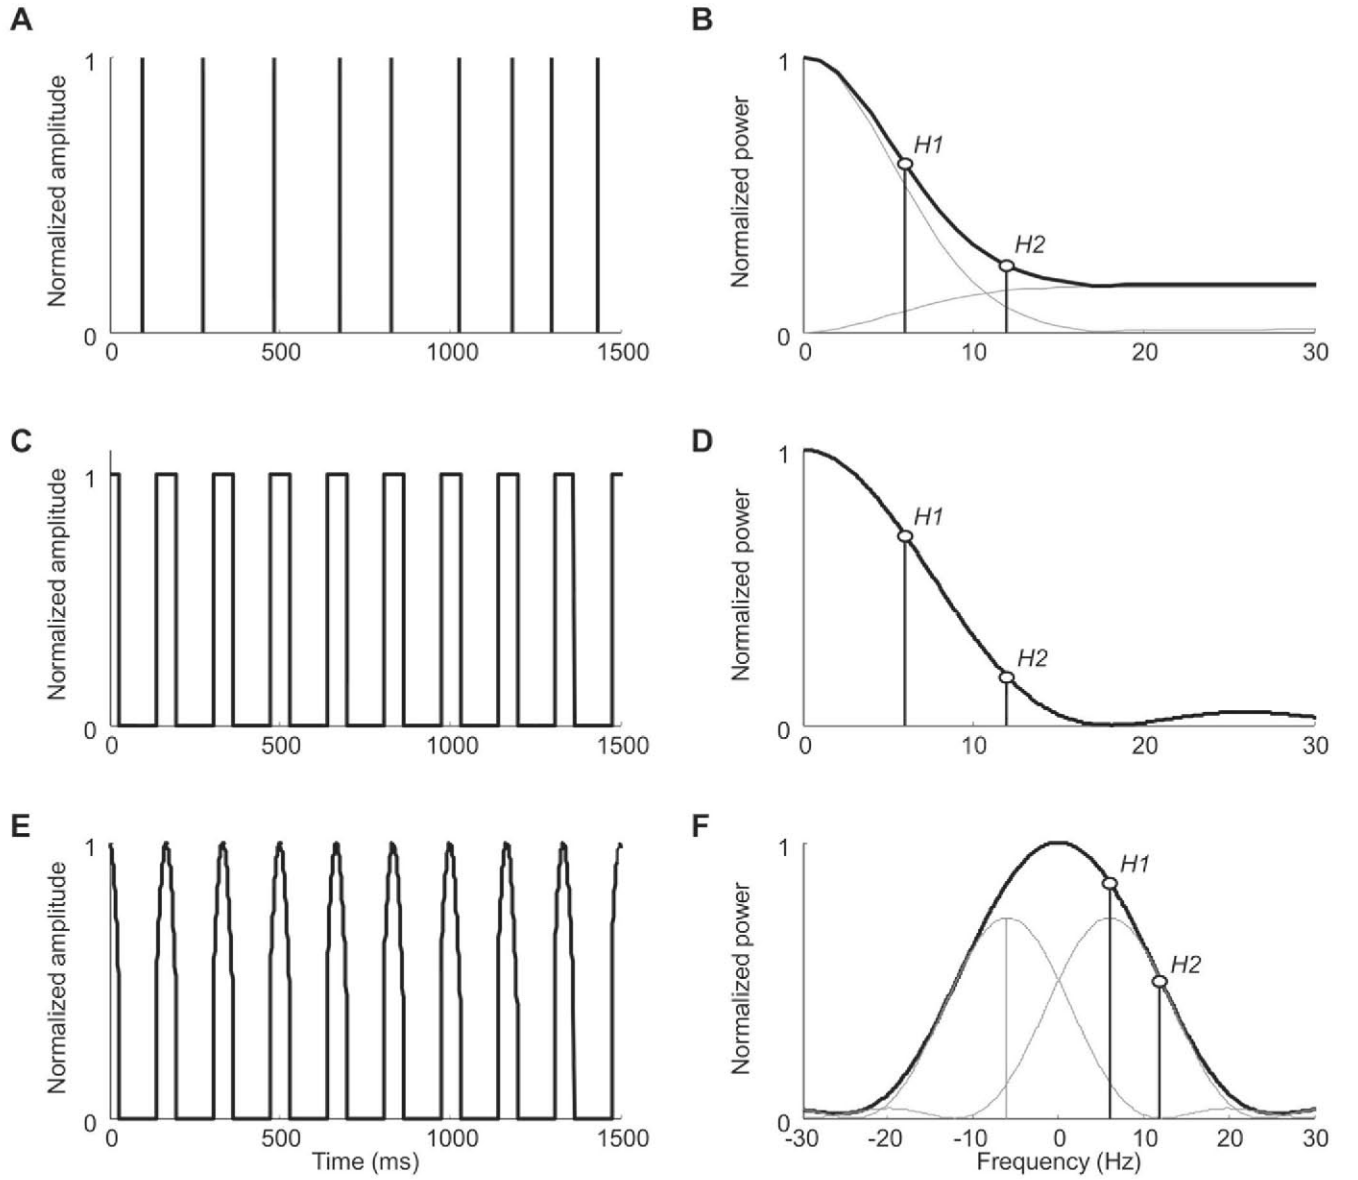 A
B
Normalized amplitude
1
0
0 500 1000 1500
Normalized power
1
0
H1
H2
0 10 20 30
C
D
Normalized amplitude
1
0
0 500 1000 1500
Normalized power
1
0
H1
H2
0 10 20 30
E
F
Normalized amplitude
1
0
0 500 1000 1500
Time (ms)
Normalized power
1
0
H1
H2
-30 -20 -10 0 10 20 30
Frequency (Hz)